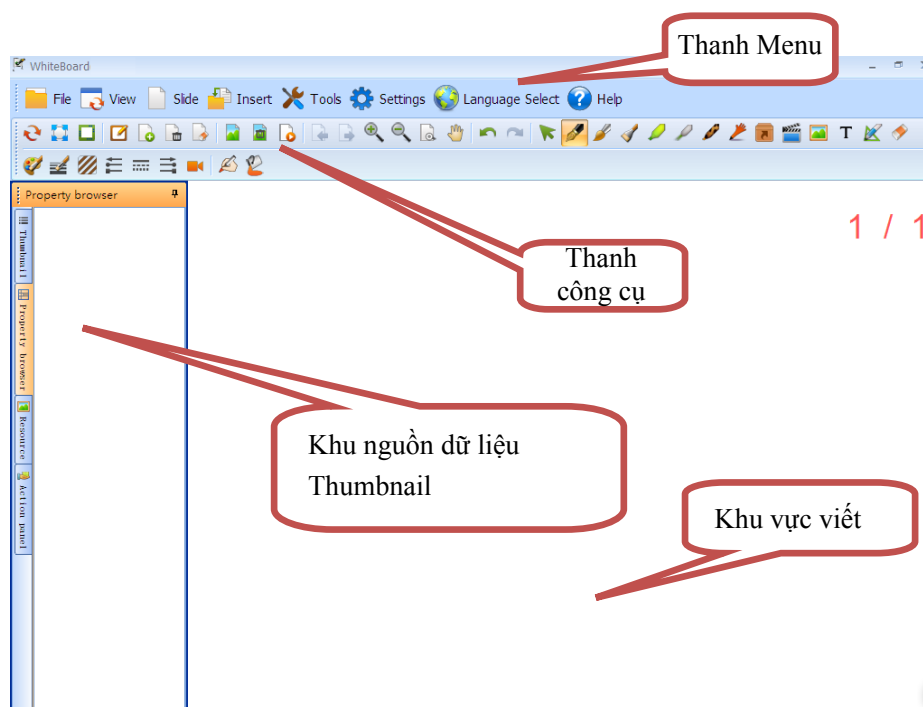 Thanh Menu
WhiteBoard
File View Slide Insert Tools Settings Language Select Help
T
Property browser
1 / 1
Thumbnail
Property browser
Resource
Action panel
Thanh
công cụ
Khu nguồn dữ liệu
Thumbnail
Khu vực viết